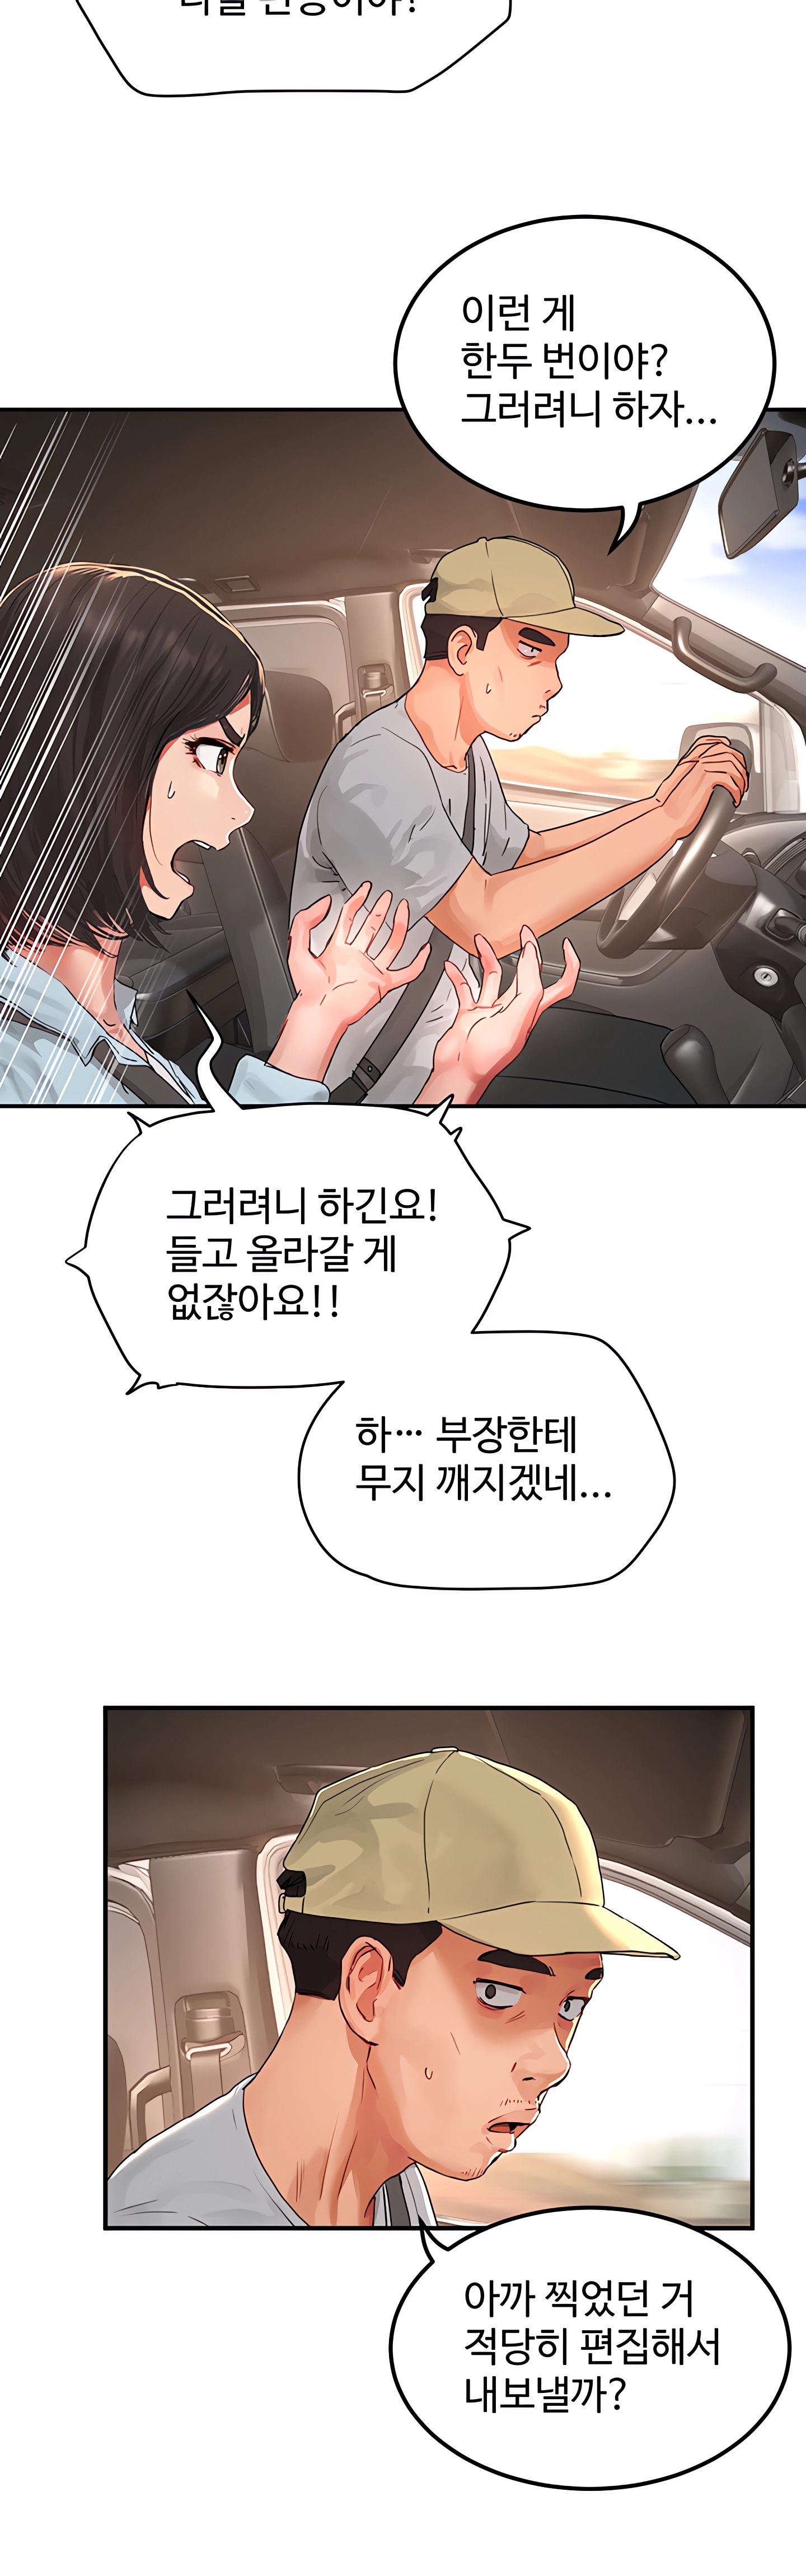 이런 게
한두 번이야?
그러려니 하자...
그러려니 하긴요!
들고 올라갈 게
없잖아요!!
하… 부장한테
무지 깨지겠네...
아까 찍었던 거
적당히 편집해서
내보낼까?